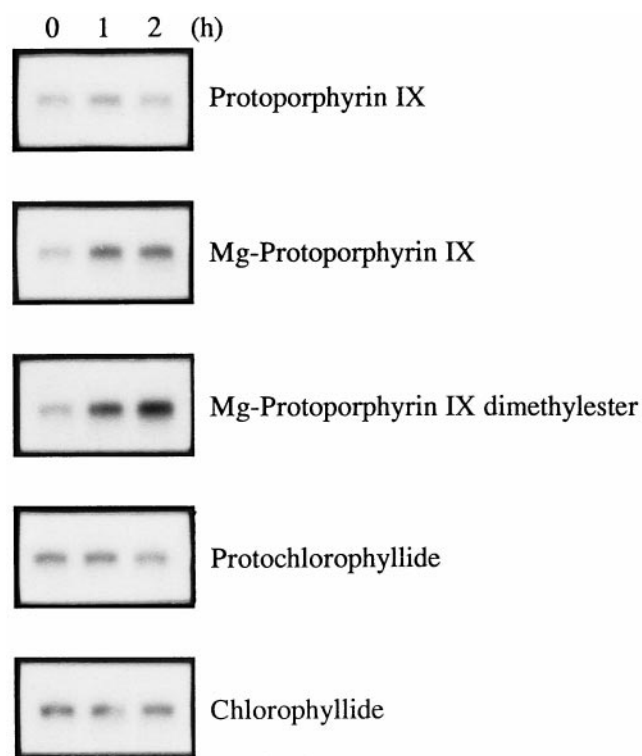 0 1 2 (h)
Protoporphyrin IX
Mg-Protoporphyrin IX
Mg-Protoporphyrin IX dimethylester
Protochlorophyllide
Chlorophyllide